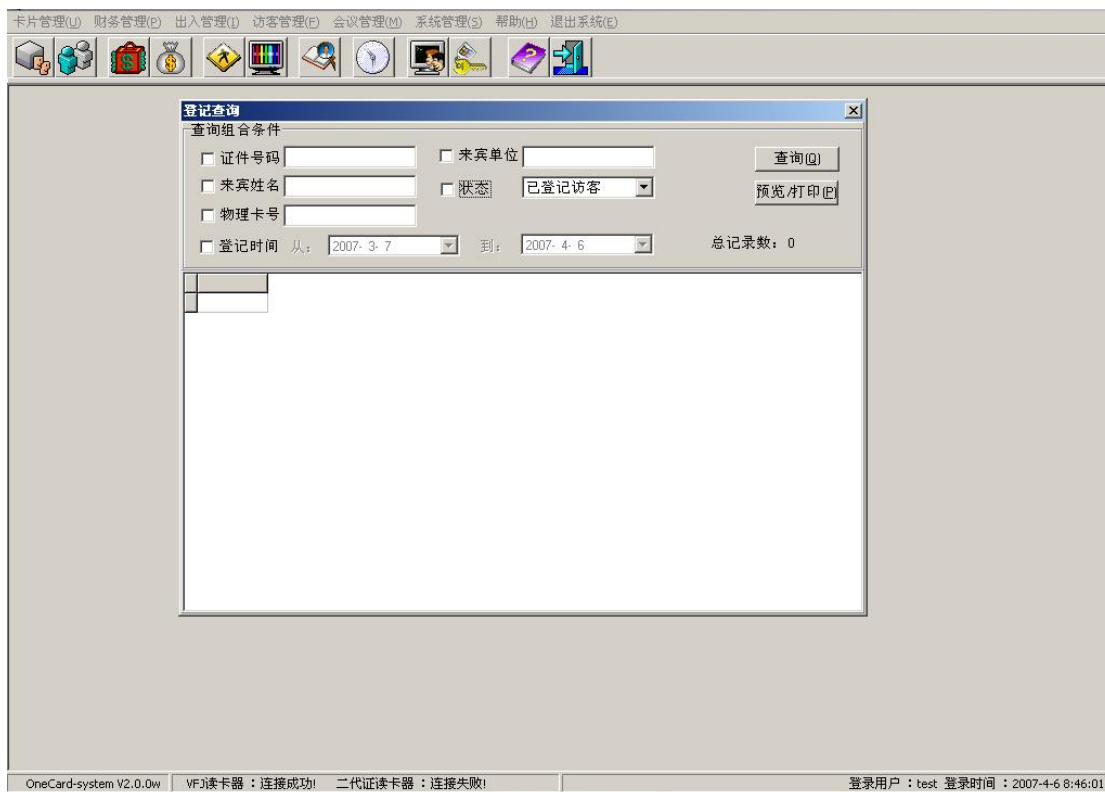 卡片管理(U) 财务管理(P) 出入管理(I) 访客管理(F) 会议管理(M) 系统管理(S) 帮助(H) 退出系统(E)
登记查询
查询组合条件
证件号码 来宾单位 查询(Q)
来宾姓名 状态 已登记访客 预览/打印(P)
物理卡号
登记时间 从: 2007- 3- 7 到: 2007- 4- 6 总记录数: 0
OneCard-system V2.0.0w VFJ读卡器:连接成功! 二代证读卡器:连接失败! 登录用户:test 登录时间:2007-4-6 8:46:01